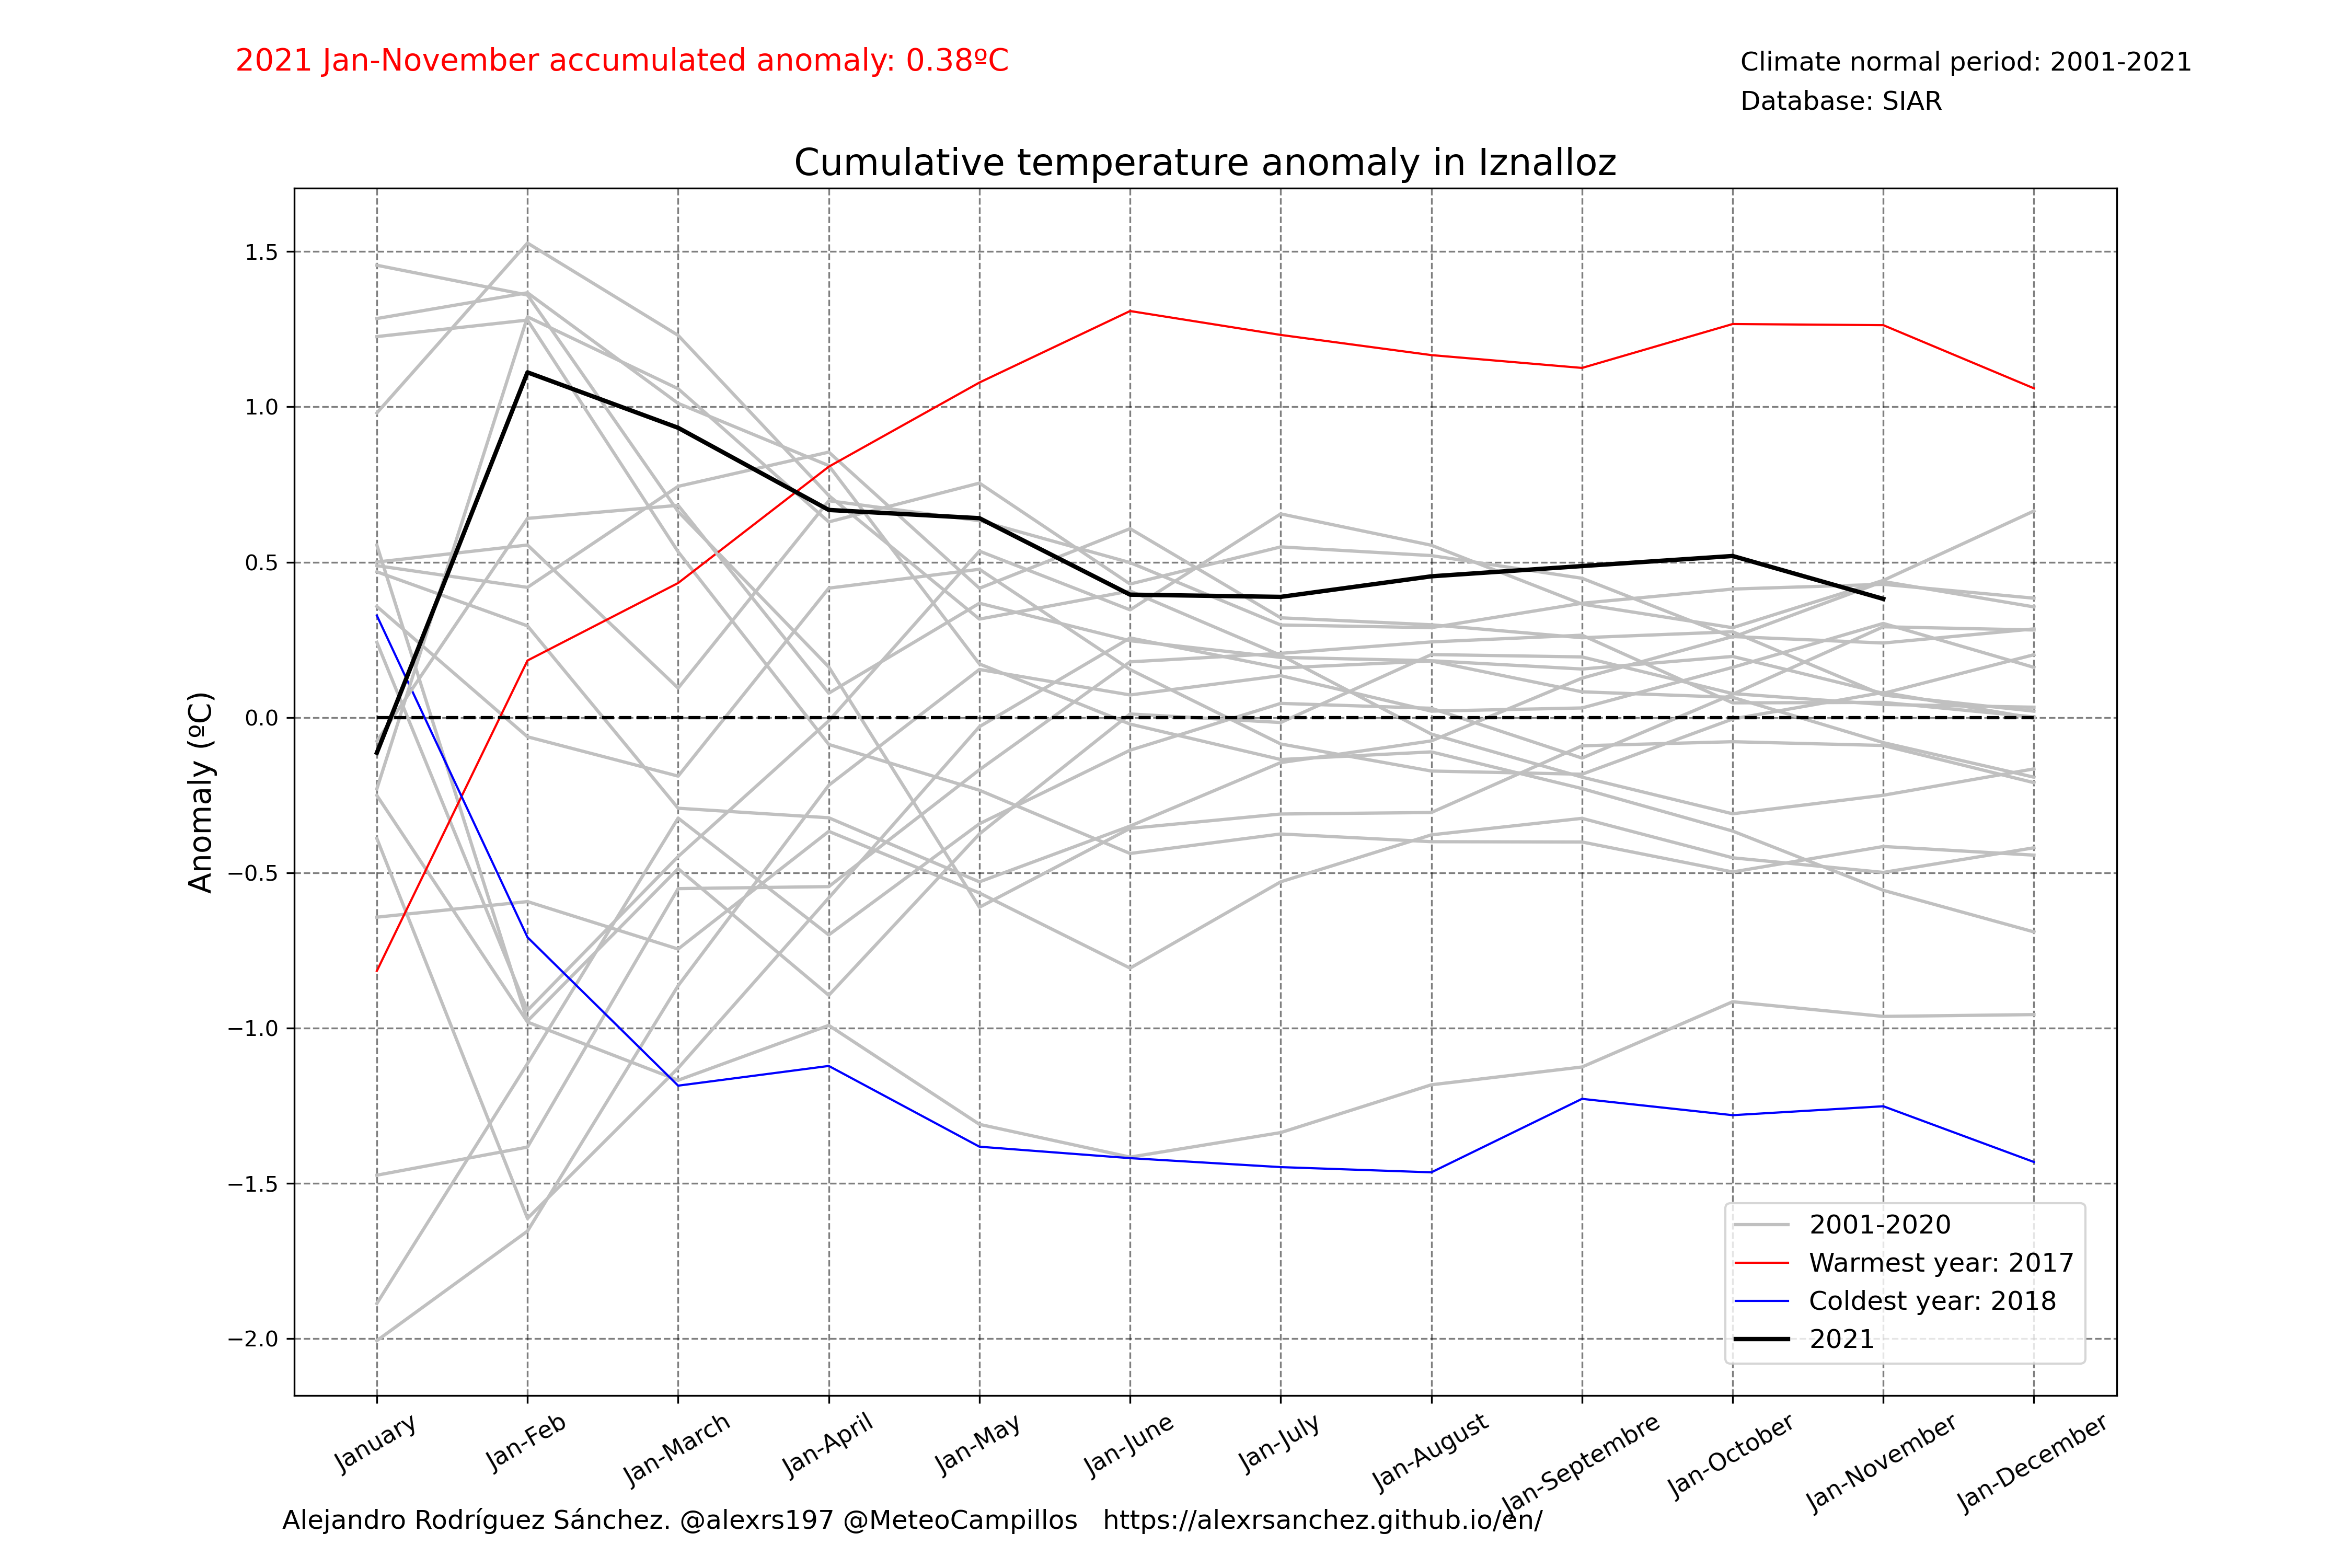 2021 Jan-November accumulated anomaly: 0.38ºC
Climate normal period: 2001-2021
Database: SIAR
Cumulative temperature anomaly in Iznalloz
Anomaly (ºC)
1.5
1.0
0.5
0.0
−0.5
−1.0
−1.5
−2.0
2001-2020
Warmest year: 2017
Coldest year: 2018
2021
January
Jan-Feb
Jan-March
Jan-April
Jan-May
Jan-June
Jan-July
Jan-August
Jan-Septembre
Jan-October
Jan-November
Jan-December
Alejandro Rodríguez Sánchez. @alexrs197 @MeteoCampillos https://alexrsanchez.github.io/en/